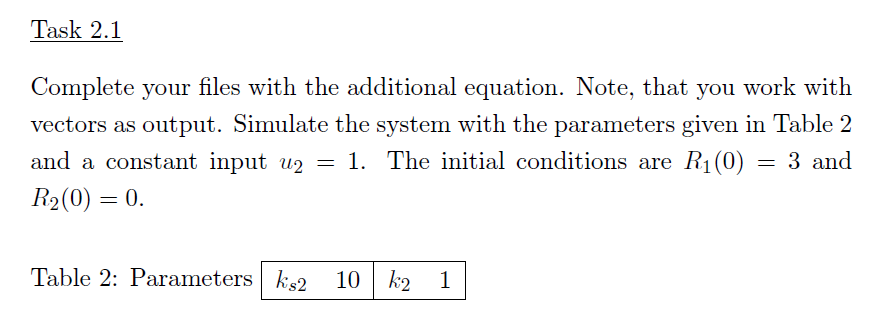 Task 2.1
Complete your files with the additional equation. Note, that you work with
vectors as output. Simulate the system with the parameters given in Table 2
and a constant input u₂ = 1. The initial conditions are R₁(0) = 3 and
R₂(0) = 0.
Table 2: Parameters kₛ₂ 10 k₂ 1